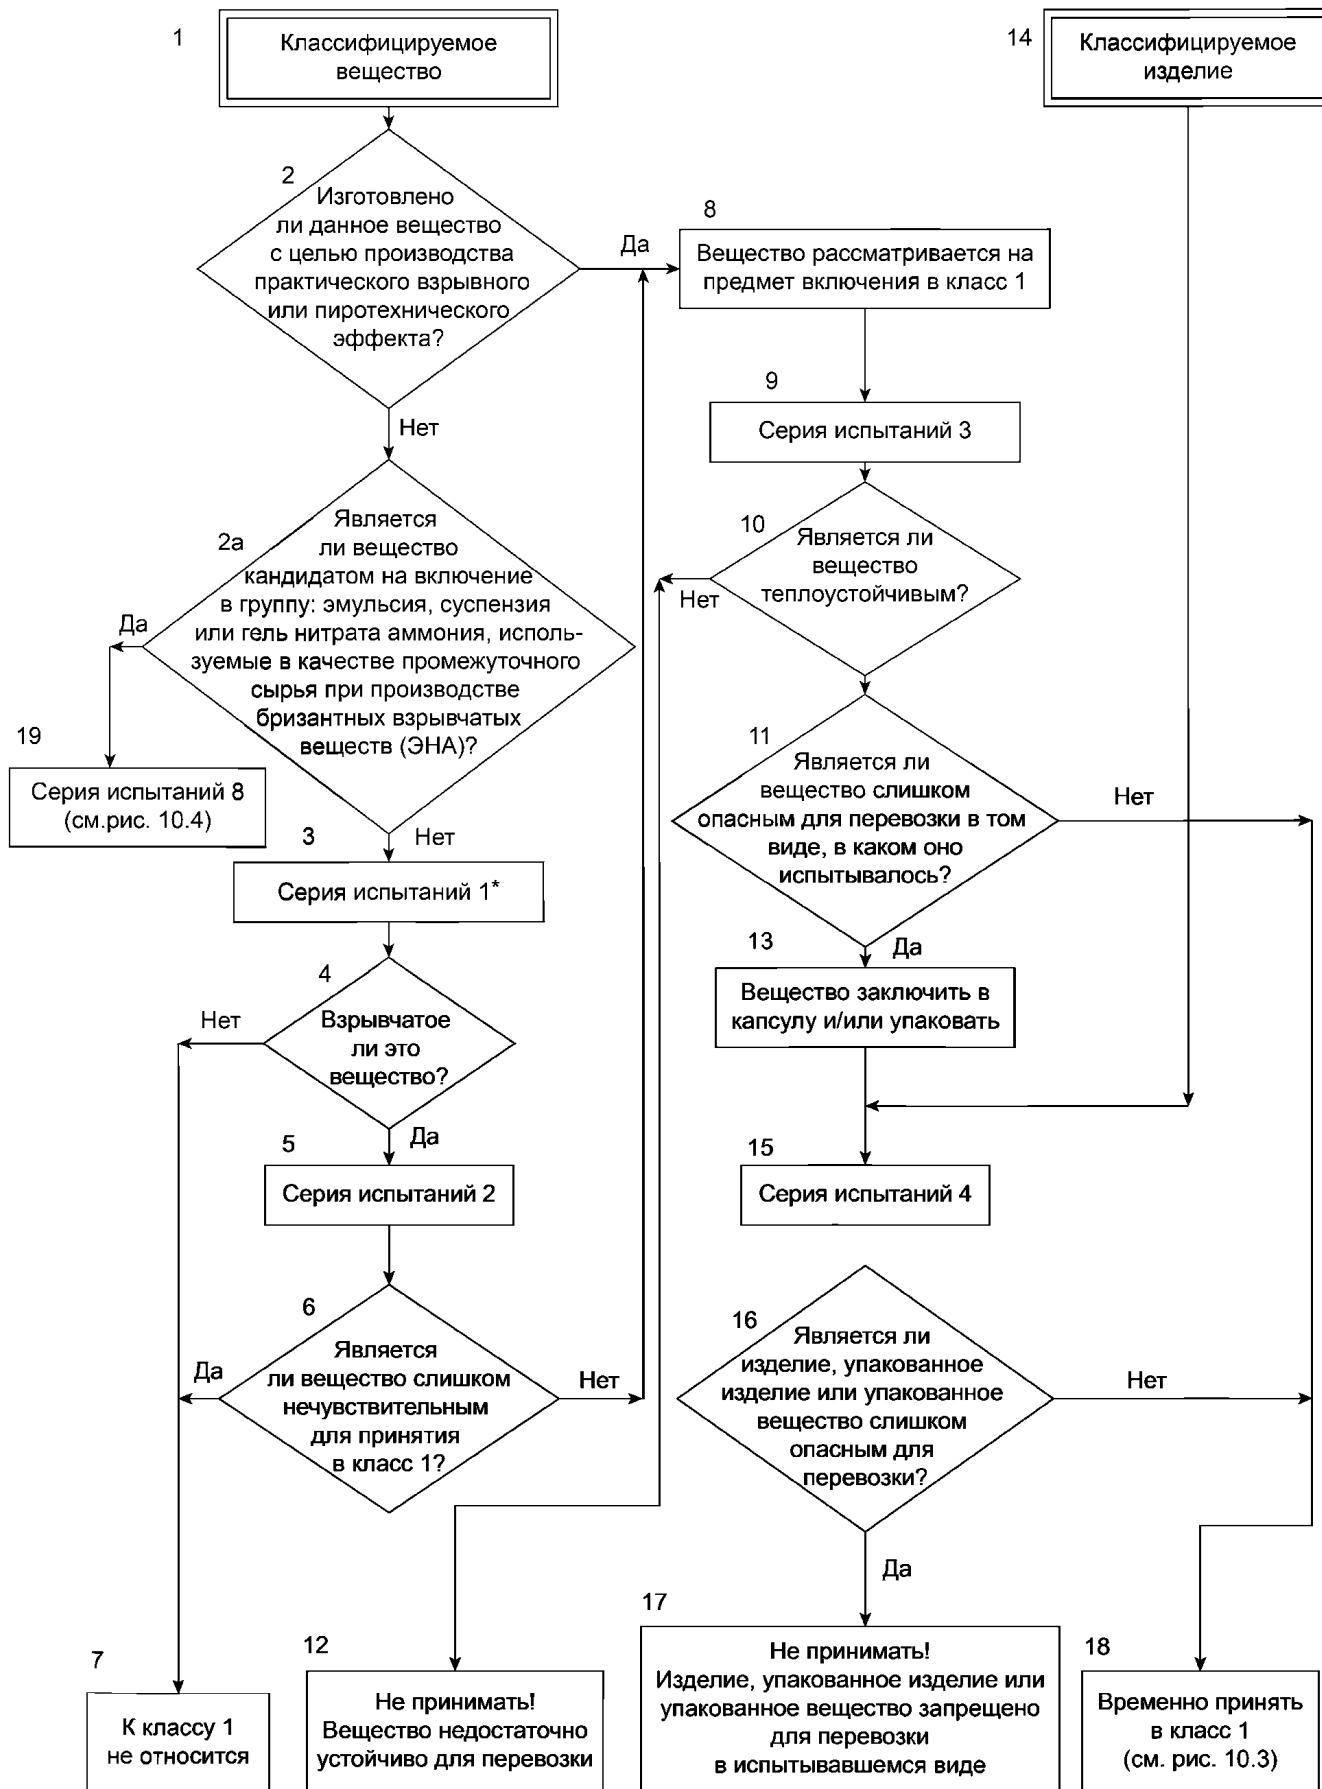 1
Классифицируемое
вещество
14
Классифицируемое
изделие
2
Изготовлено
ли данное вещество
с целью производства
практического взрывного
или пиротехнического
эффекта?
Да
8
Вещество рассматривается на
предмет включения в класс 1
Нет
9
Серия испытаний 3
2а
Является
ли вещество
кандидатом на включение
в группу: эмульсия, суспензия
или гель нитрата аммония, исполь-
зуемые в качестве промежуточного
сырья при производстве
бризантных взрывчатых
веществ (ЭНА)?
Да
10
Является ли
вещество
теплоустойчивым?
Нет
19
Серия испытаний 8
(см.рис. 10.4)
Нет
11
Является ли
вещество слишком
опасным для перевозки в том
виде, в каком оно
испытывалось?
Нет
3
Серия испытаний 1*
Да
13
Вещество заключить в
капсулу и/или упаковать
4
Взрывчатое
ли это
вещество?
Нет
Да
5
Серия испытаний 2
15
Серия испытаний 4
6
Является
ли вещество слишком
нечувствительным
для принятия
в класс 1?
Да
Нет
16
Является ли
изделие, упакованное
изделие или упакованное
вещество слишком
опасным для
перевозки?
Нет
Да
7
К классу 1
не относится
12
Не принимать!
Вещество недостаточно
устойчиво для перевозки
17
Не принимать!
Изделие, упакованное изделие или
упакованное вещество запрещено
для перевозки
в испытывавшемся виде
18
Временно принять
в класс 1
(см. рис. 10.3)